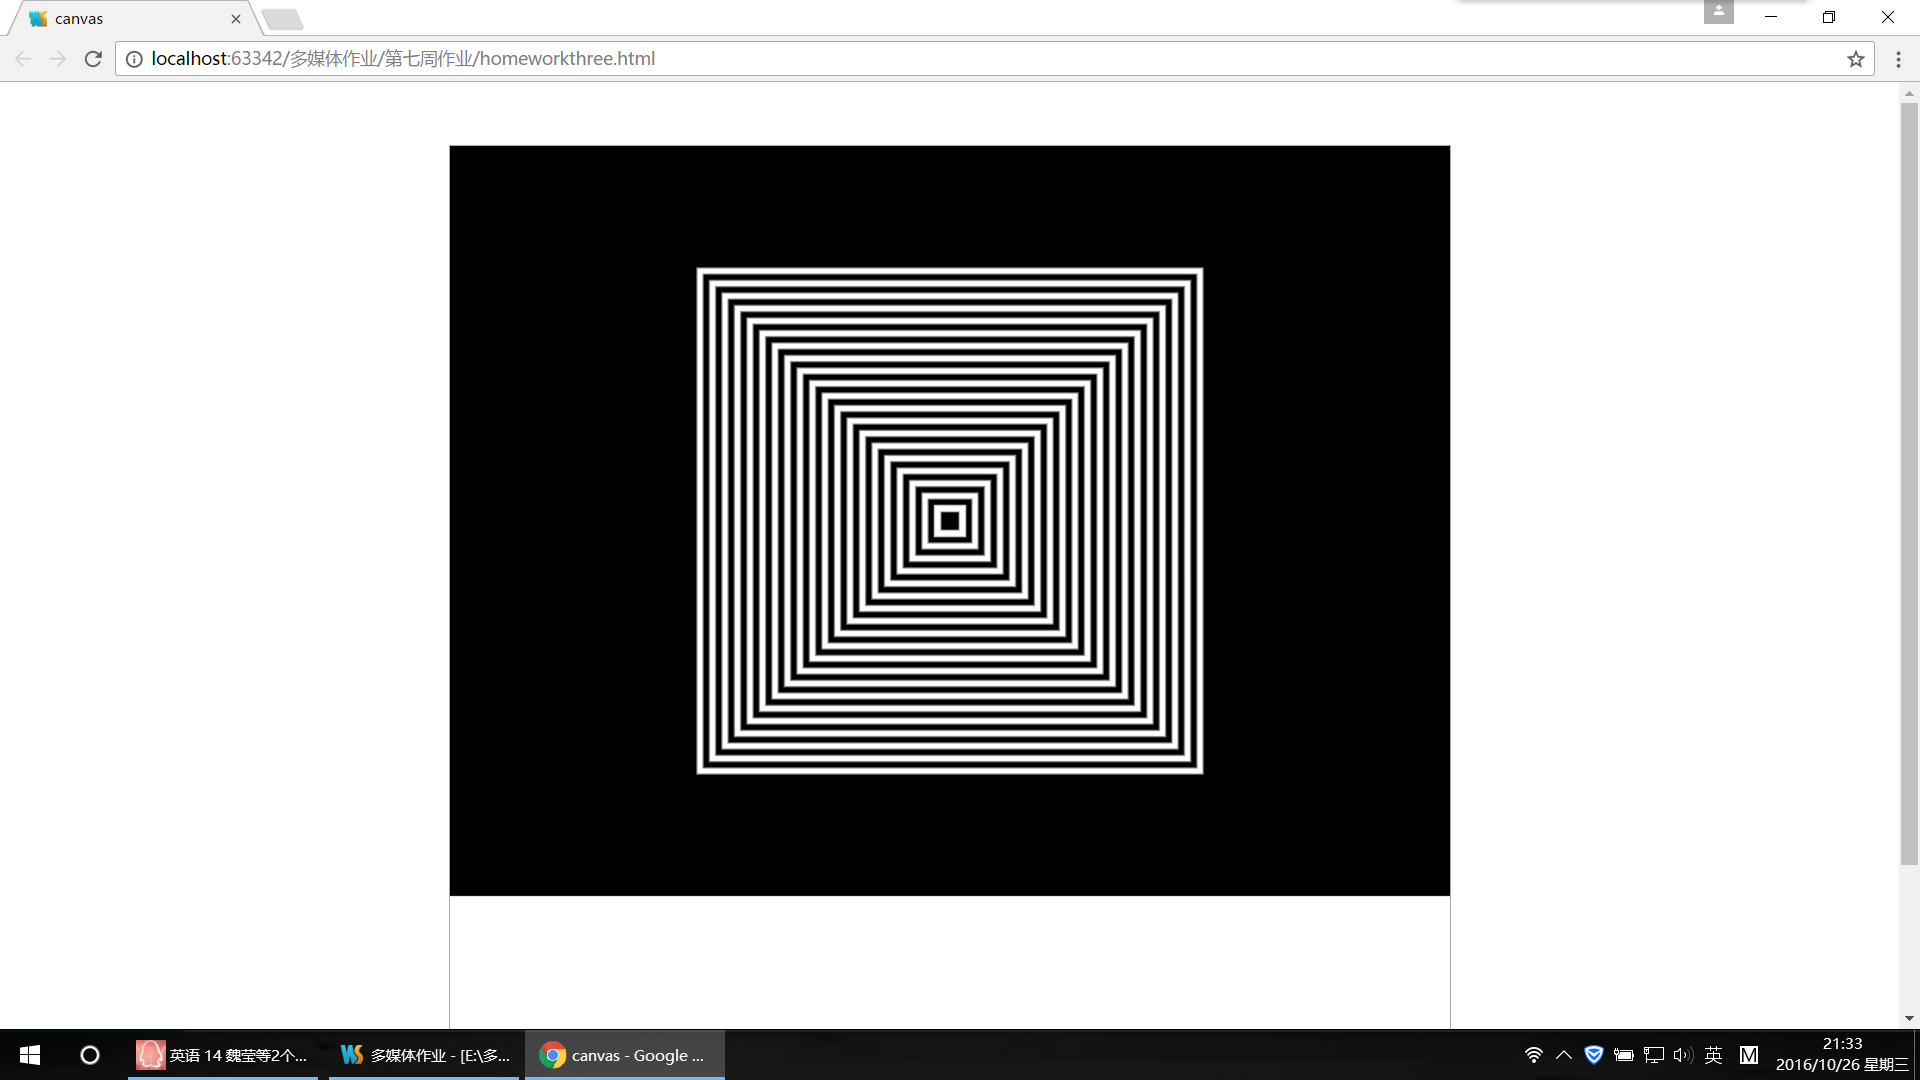 canvas
localhost:63342/多媒体作业/第七周作业/homeworkthree.html
英语 14 魏莹等2个...
多媒体作业 - [E:\多...
canvas - Google ...
英
M
21:33
2016/10/26 星期三